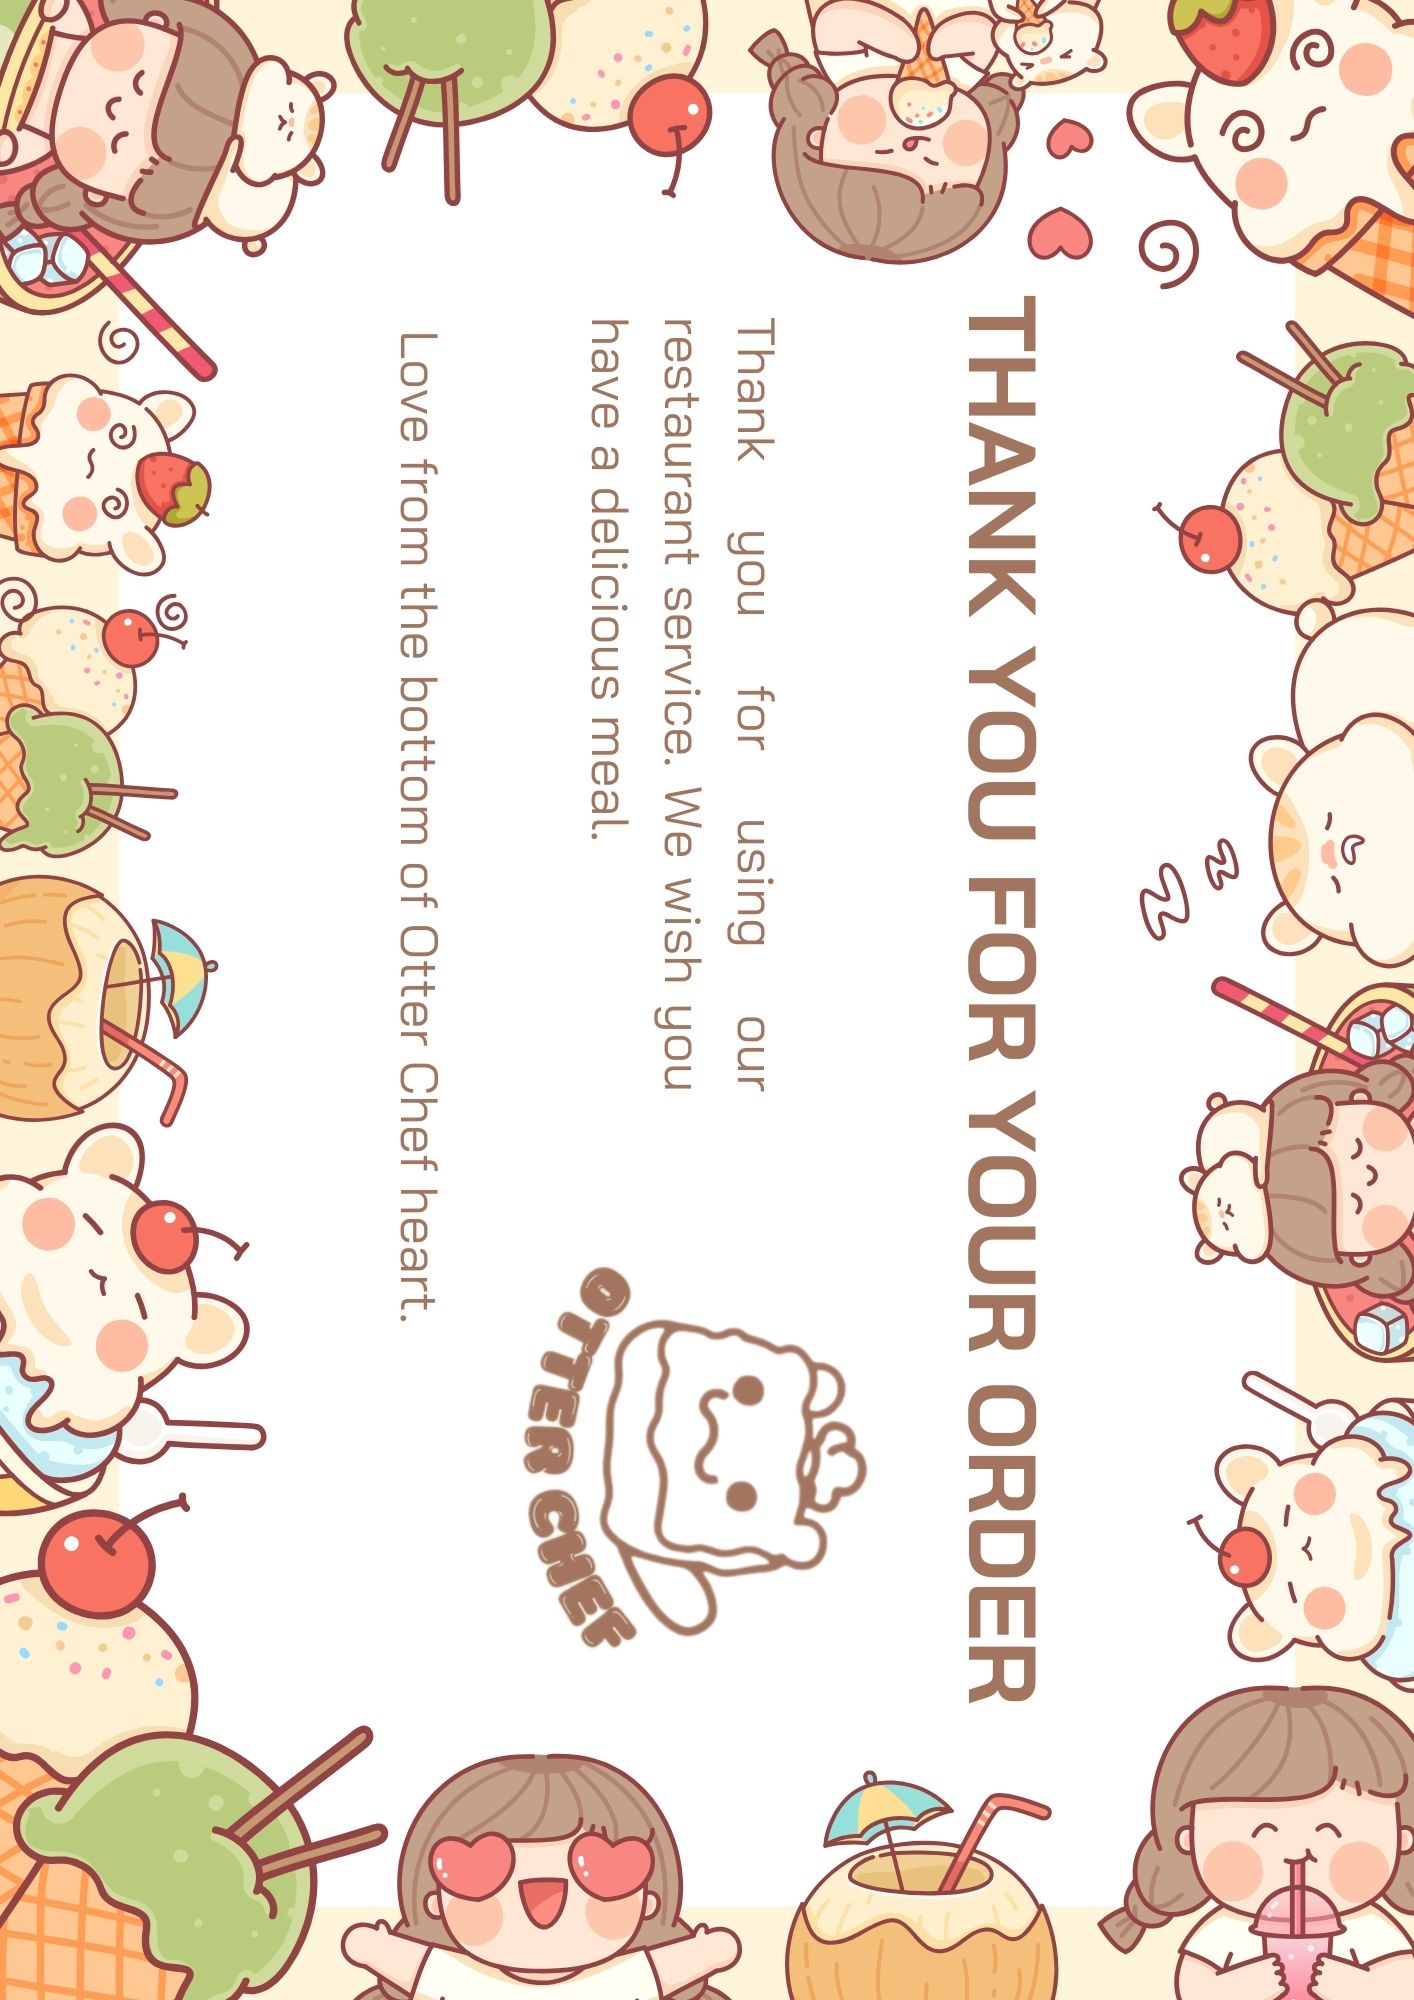 THANK YOU FOR YOUR ORDER
Thank you for using our
restaurant service. We wish you
have a delicious meal.
OTTER CHEF
Love from the bottom of Otter Chef heart.